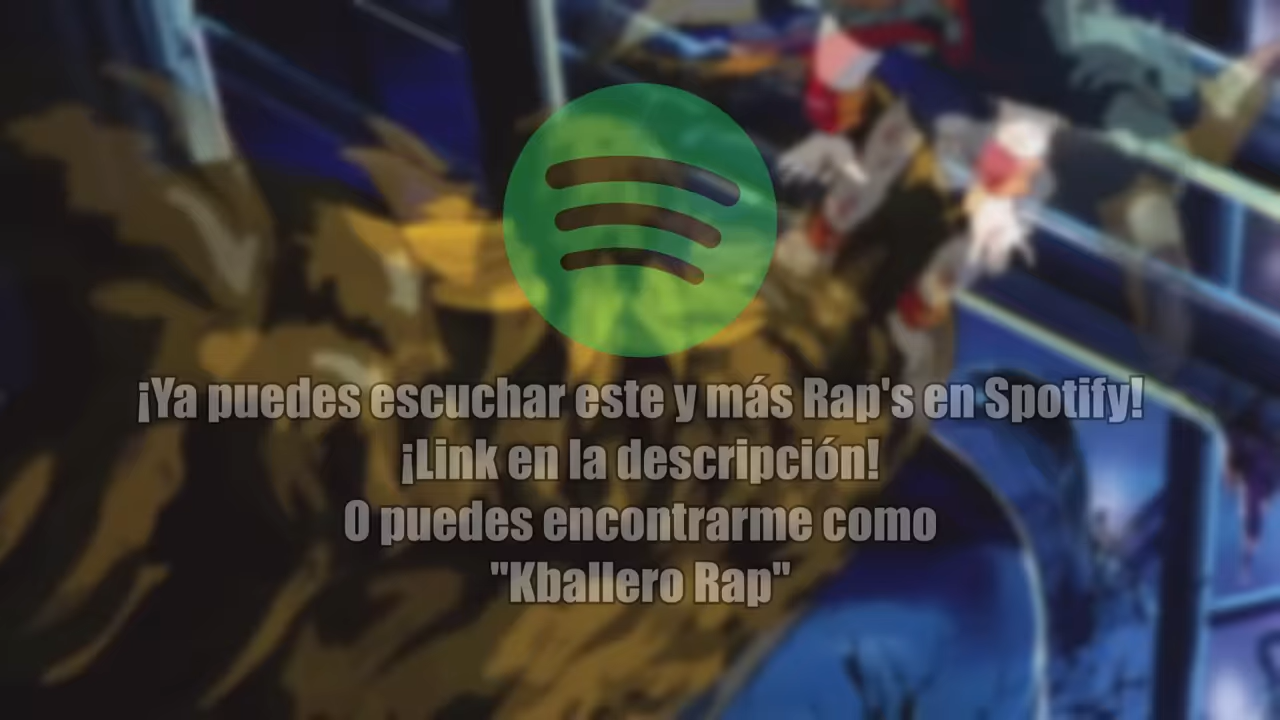 ¡Ya puedes escuchar este y más Rap's en Spotify!
¡Link en la descripción!
O puedes encontrarme como
"Kballero Rap"